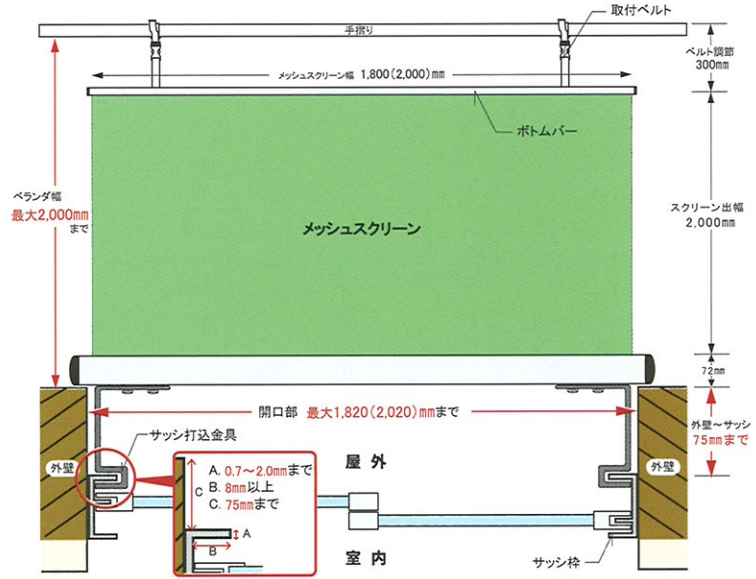 手摺り
取付ベルト
ベルト調節
300mm
メッシュスクリーン幅 1,800(2,000)mm
ボトムバー
ベランダ幅
最大2,000mm
まで
メッシュスクリーン
スクリーン出幅
2,000mm
72mm
開口部 最大1,820(2,020)mmまで
外壁～サッシ
75mmまで
サッシ打込金具
外壁
屋 外
外壁
A. 0.7～2.0mmまで
B. 8mm以上
C. 75mmまで
C
A
B
室 内
サッシ枠